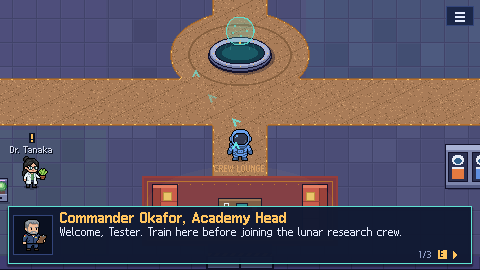 !
Dr. Tanaka
CREW LOUNGE
Commander Okafor, Academy Head
Welcome, Tester. Train here before joining the lunar research crew.
1/3 E